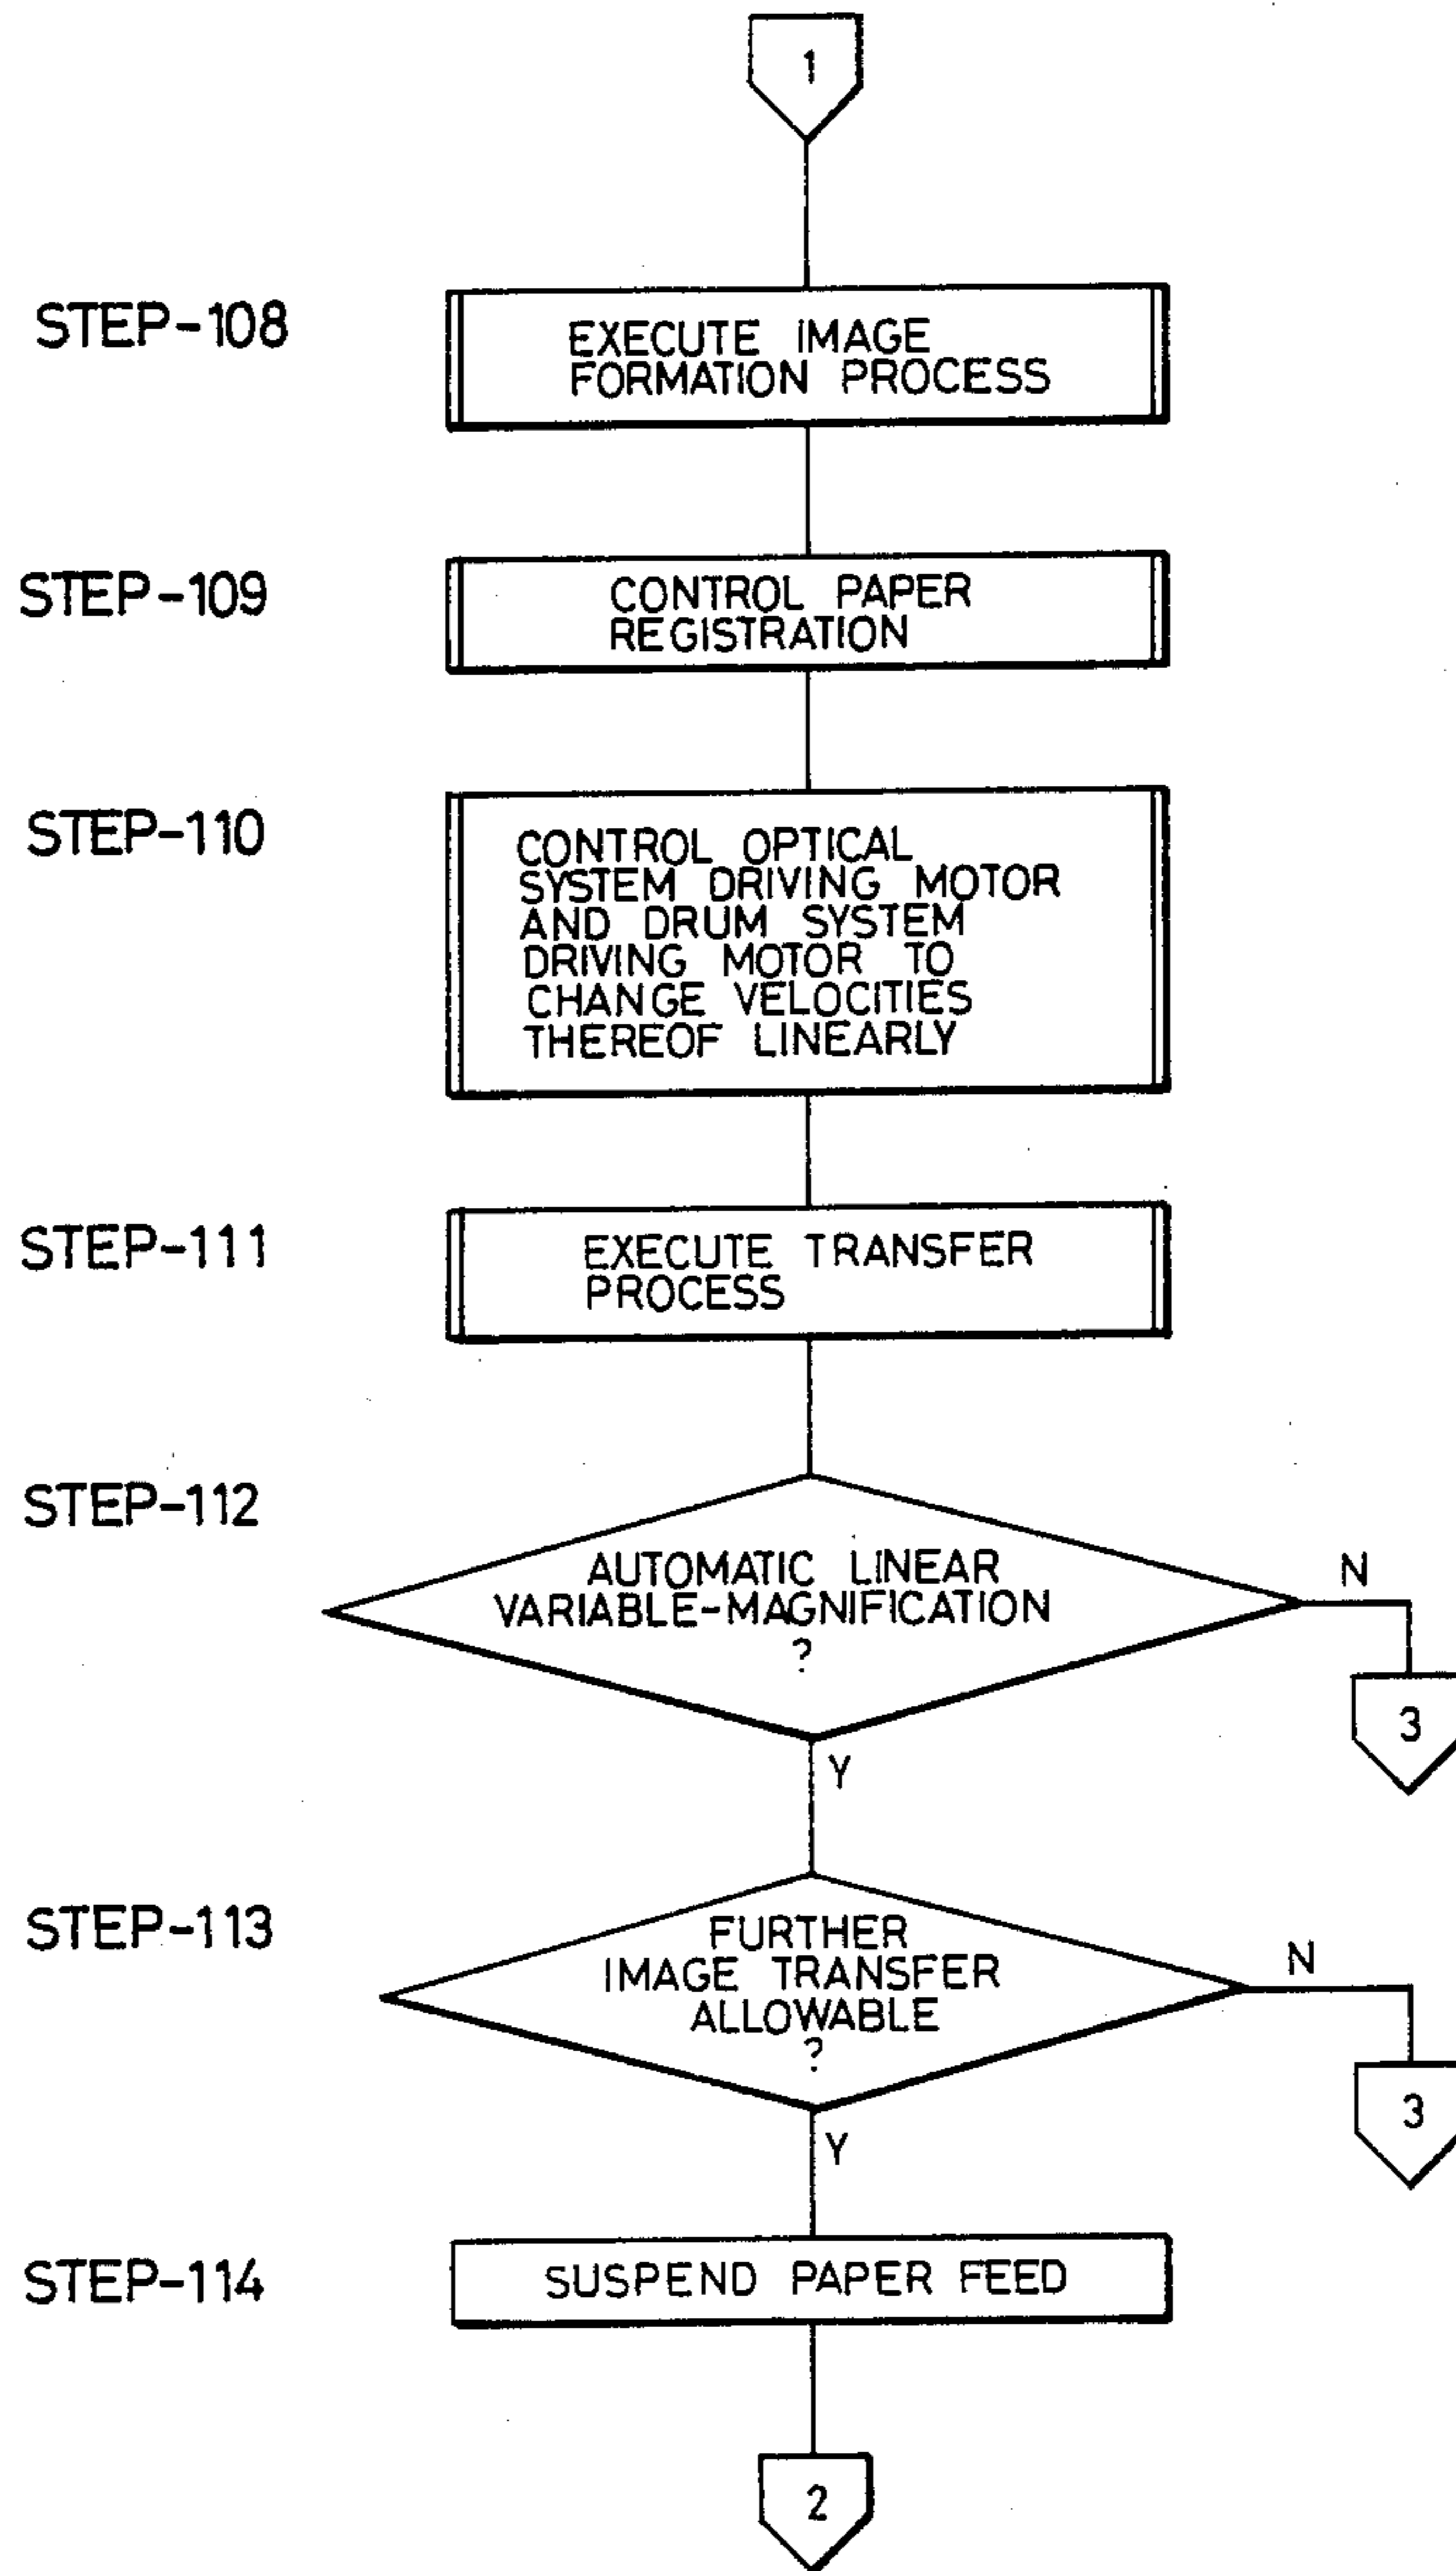 1
STEP-108
EXECUTE IMAGE
FORMATION PROCESS
STEP-109
CONTROL PAPER
REGISTRATION
STEP-110
CONTROL OPTICAL
SYSTEM DRIVING MOTOR
AND DRUM SYSTEM
DRIVING MOTOR TO
CHANGE VELOCITIES
THEREOF LINEARLY
STEP-111
EXECUTE TRANSFER
PROCESS
STEP-112
AUTOMATIC LINEAR
VARIABLE-MAGNIFICATION
?
N
3
Y
STEP-113
FURTHER
IMAGE TRANSFER
ALLOWABLE
?
N
3
Y
STEP-114
SUSPEND PAPER FEED
2